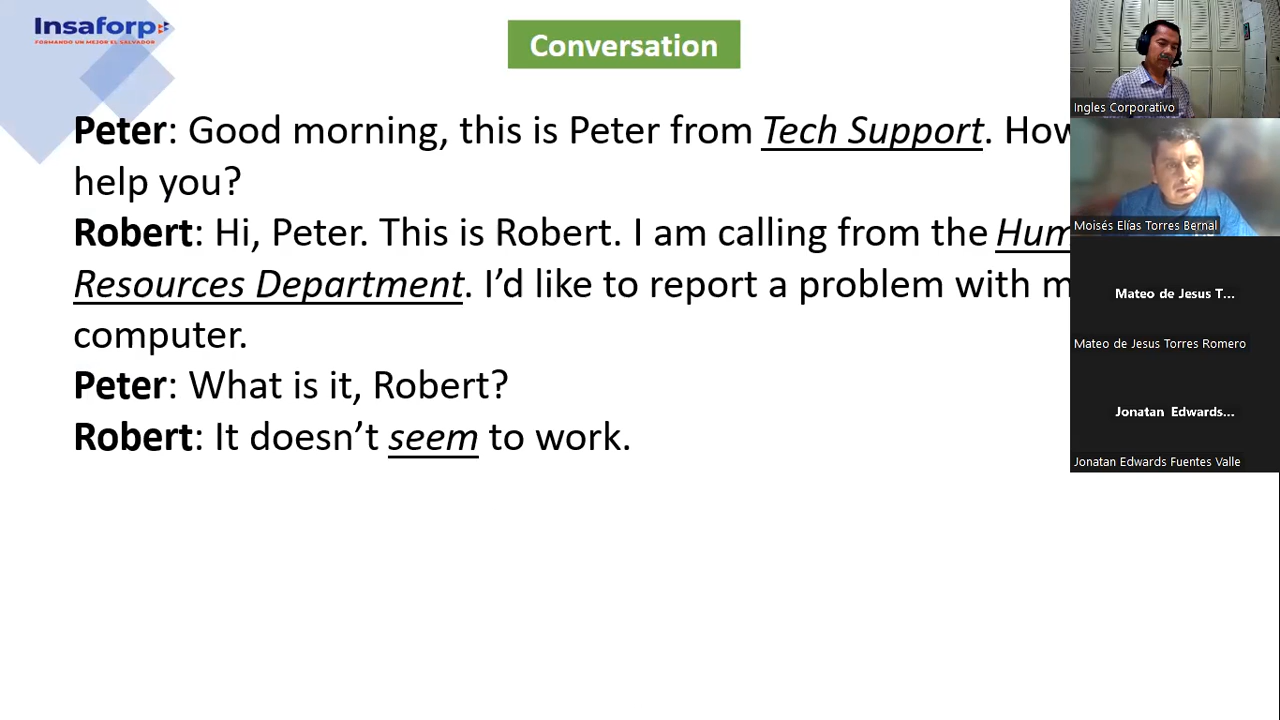 Insaforp
FORMANDO UN MEJOR EL SALVADOR
Conversation
Peter: Good morning, this is Peter from Tech Support. How
help you?
Robert: Hi, Peter. This is Robert. I am calling from the Hum
Resources Department. I’d like to report a problem with m
computer.
Peter: What is it, Robert?
Robert: It doesn’t seem to work.
Ingles Corporativo
Moisés Elías Torres Bernal
Mateo de Jesus T...
Mateo de Jesus Torres Romero
Jonatan Edwards...
Jonatan Edwards Fuentes Valle